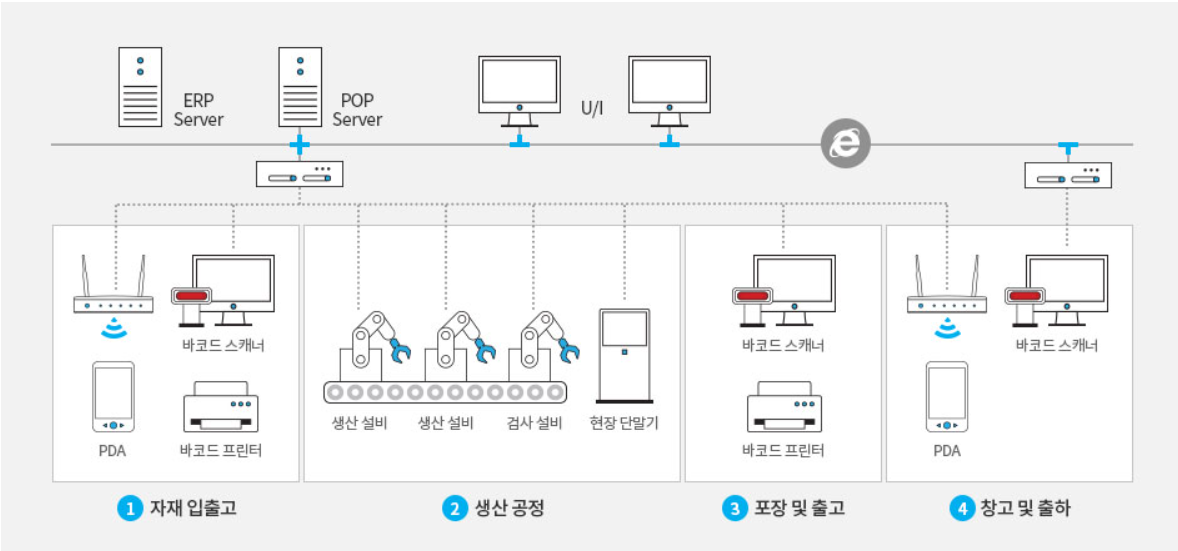 ERP
Server
POP
Server
U/I
바코드 스캐너
PDA
바코드 프린터
생산 설비
생산 설비
검사 설비
현장 단말기
바코드 스캐너
바코드 프린터
바코드 스캐너
PDA
1 자재 입출고
2 생산 공정
3 포장 및 출고
4 창고 및 출하